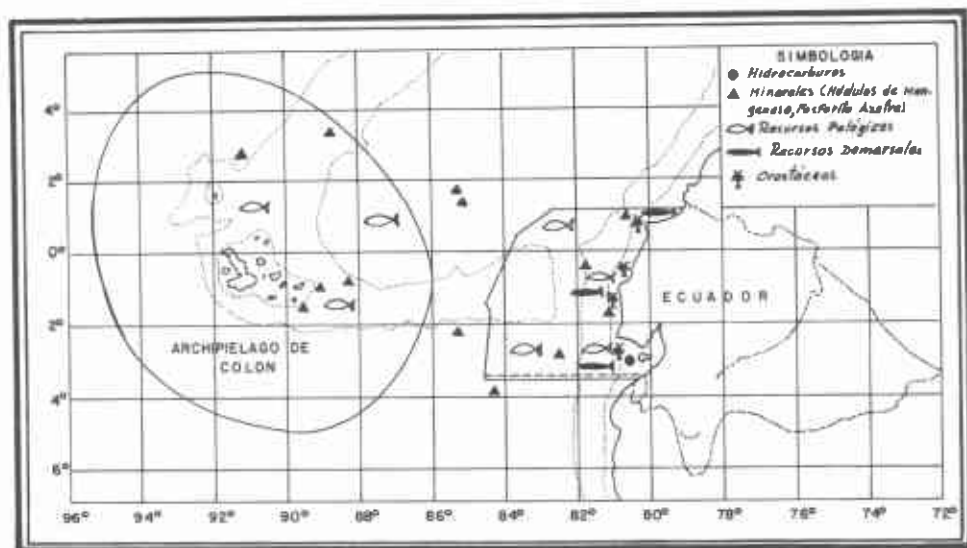 SIMBOLOGIA
Hidrocarburos
Minerales (Nódulos de Man-
ganeso, Fosforita Azufre)
Recursos Pelágicos
Recursos Demarsales
Crustáceos
4°
2°
0°
2°
4°
6°
ARCHIPIELAGO DE
COLON
ECUADOR
96° 94° 92° 90° 88° 86° 84° 82° 80° 78° 76° 74° 72°